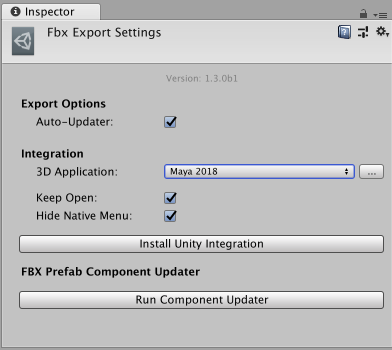 Inspector
Fbx Export Settings
Version: 1.3.0b1
Export Options
Auto-Updater:
Integration
3D Application: Maya 2018 ...
Keep Open:
Hide Native Menu:
Install Unity Integration
FBX Prefab Component Updater
Run Component Updater